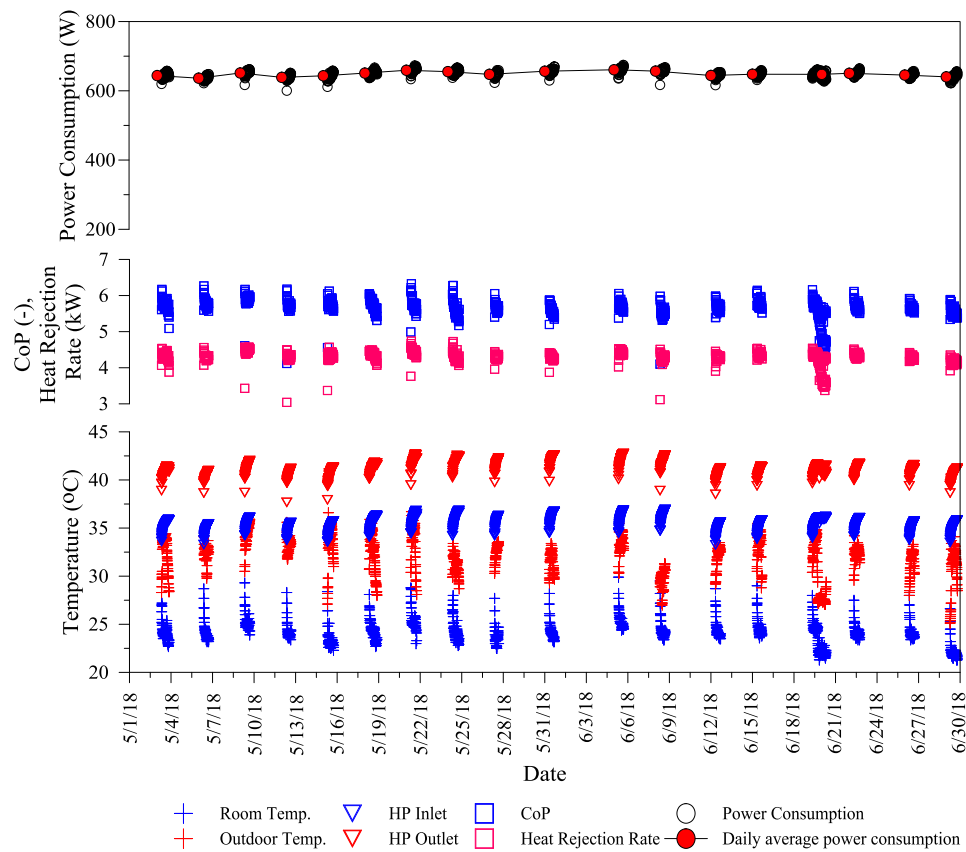 800
600
400
200
Power Consumption (W)
7
6
5
4
3
CoP (-),
Heat Rejection
Rate (kW)
45
40
35
30
25
20
Temperature (ºC)
5/1/18
5/4/18
5/7/18
5/10/18
5/13/18
5/16/18
5/19/18
5/22/18
5/25/18
5/28/18
5/31/18
6/3/18
6/6/18
6/9/18
6/12/18
6/15/18
6/18/18
6/21/18
6/24/18
6/27/18
6/30/18
Date
Room Temp.
HP Inlet
CoP
Power Consumption
Outdoor Temp.
HP Outlet
Heat Rejection Rate
Daily average power consumption